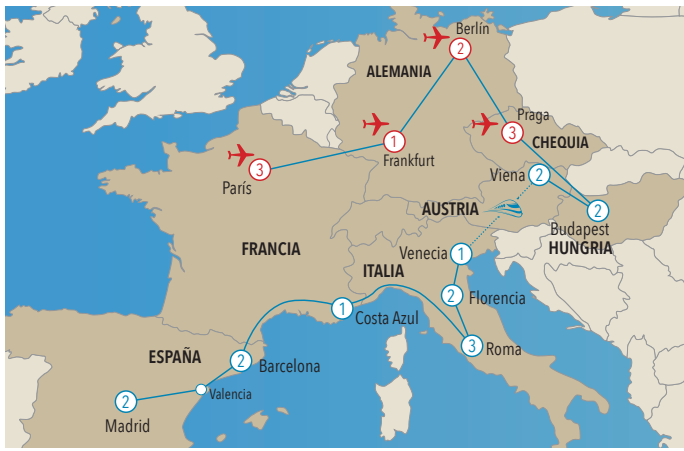 Berlín
2
ALEMANIA
Praga
3
CHEQUIA
1
Frankfurt
3
París
Viena
2
AUSTRIA
2
Budapest
HUNGRIA
FRANCIA
Venecia
1
ITALIA
2
Florencia
1
Costa Azul
3
Roma
ESPAÑA
2
Barcelona
Valencia
2
Madrid